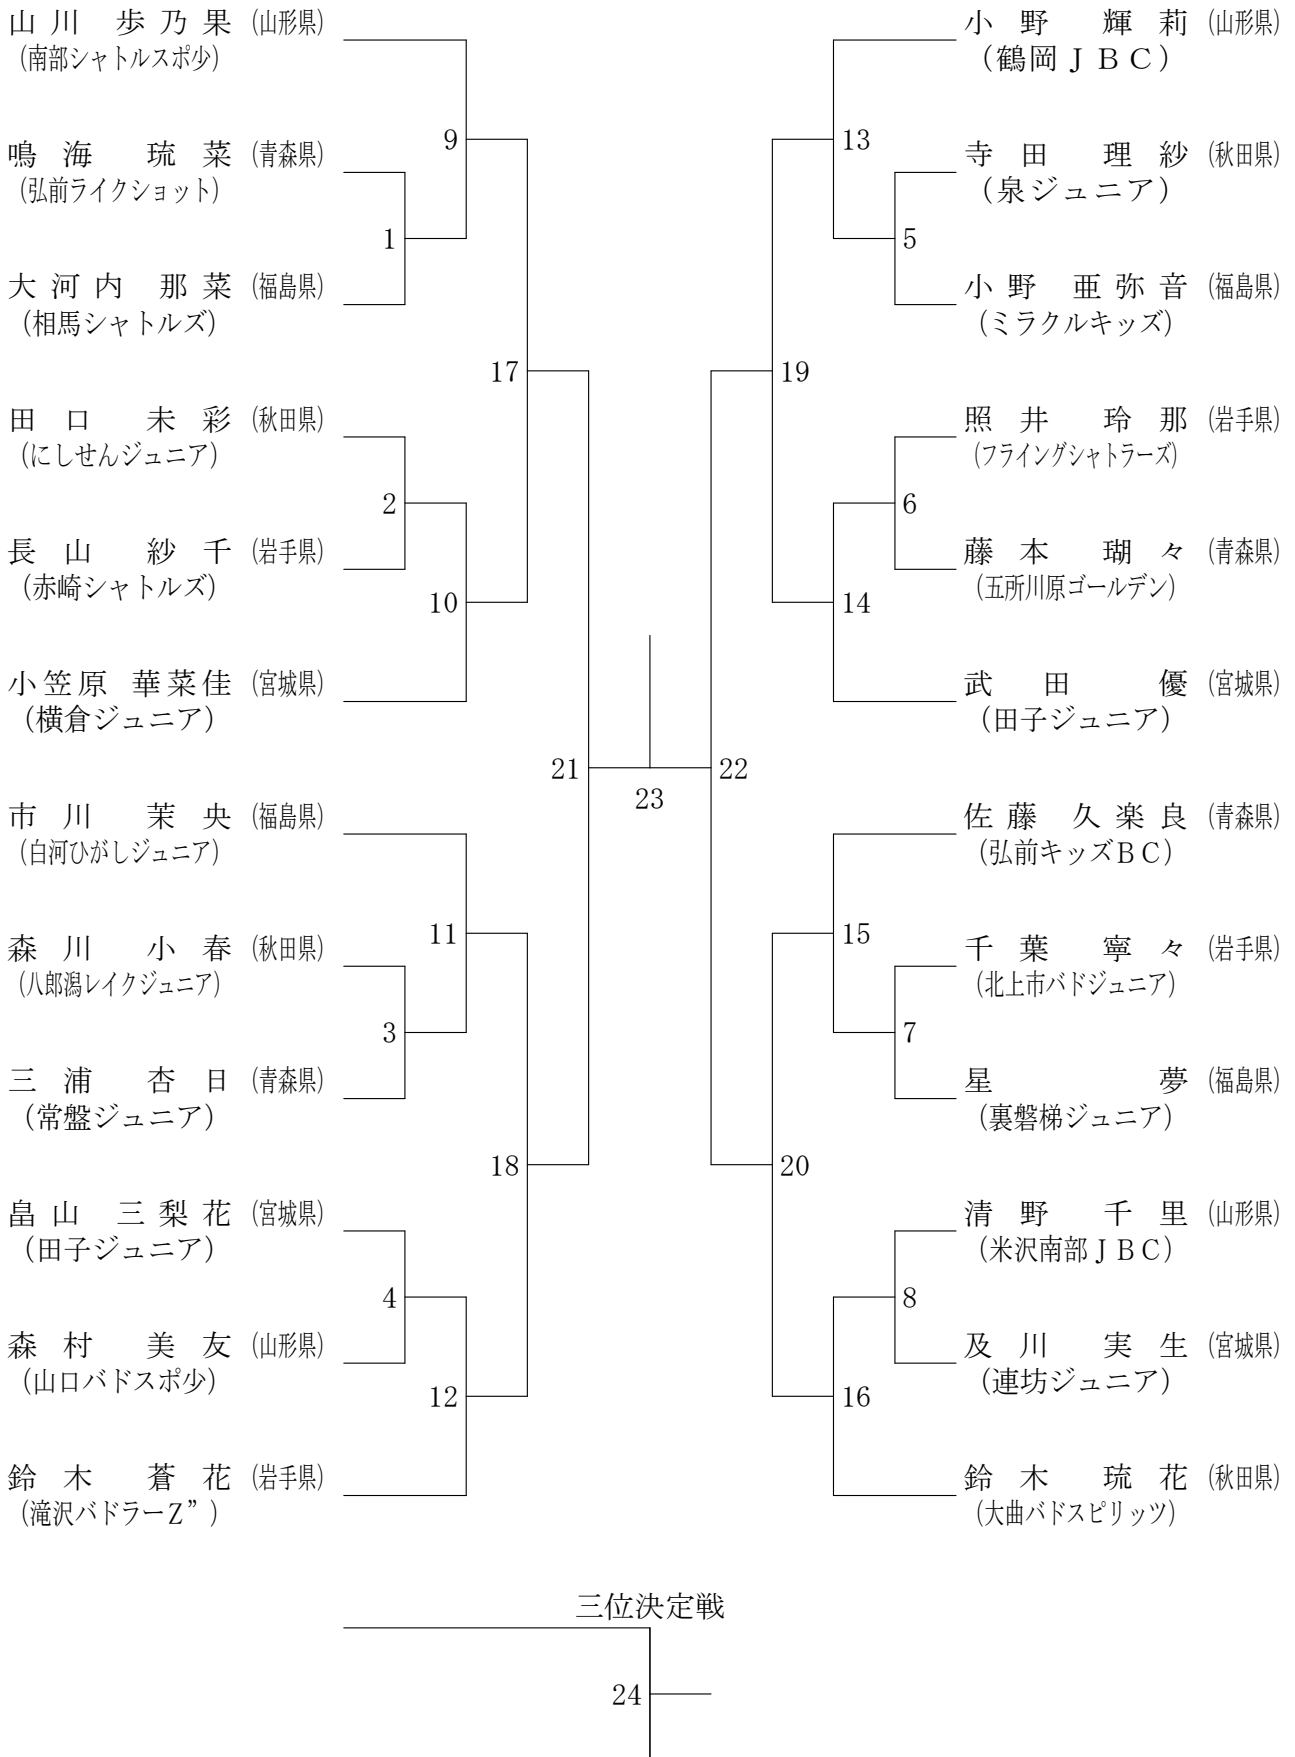 山川 歩乃果 (山形県)
(南部シャトルスポ少)
9
鳴海 琉菜 (青森県)
(弘前ライクショット)
1
大河内 那菜 (福島県)
(相馬シャトルズ)
17
田口 未彩 (秋田県)
(にしせんジュニア)
2
長山 紗千 (岩手県)
(赤崎シャトルズ)
10
小笠原 華菜佳 (宮城県)
(横倉ジュニア)
21
市川 茉央 (福島県)
(白河ひがしジュニア)
11
森川 小春 (秋田県)
(八郎潟レイクジュニア)
3
三浦 杏日 (青森県)
(常盤ジュニア)
18
畠山 三梨花 (宮城県)
(田子ジュニア)
4
森村 美友 (山形県)
(山口バドスポ少)
12
鈴木 蒼花 (岩手県)
(滝沢バドラーZ”)
23
小野 輝莉 (山形県)
(鶴岡JBC)
13
寺田 理紗 (秋田県)
(泉ジュニア)
5
小野 亜弥音 (福島県)
(ミラクルキッズ)
19
照井 玲那 (岩手県)
(フライングシャトラーズ)
6
藤本 瑚々 (青森県)
(五所川原ゴールデン)
14
武田 優 (宮城県)
(田子ジュニア)
22
佐藤 久楽良 (青森県)
(弘前キッズBC)
15
千葉 寧々 (岩手県)
(北上市バドジュニア)
7
星 夢 (福島県)
(裏磐梯ジュニア)
20
清野 千里 (山形県)
(米沢南部JBC)
8
及川 実生 (宮城県)
(連坊ジュニア)
16
鈴木 琉花 (秋田県)
(大曲バドスピリッツ)
三位決定戦
24